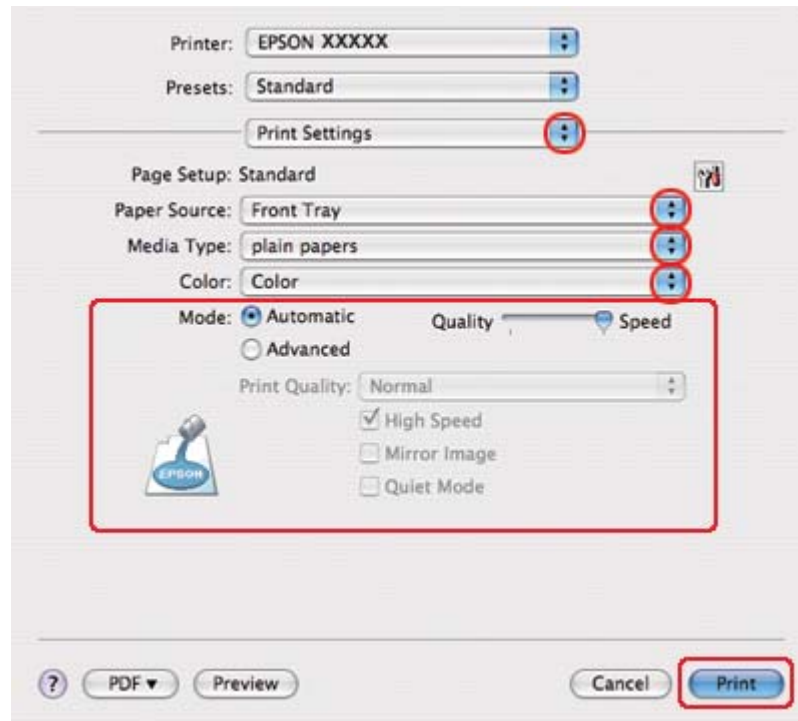 Printer: EPSON XXXXX
Presets: Standard
Print Settings
Page Setup: Standard
Paper Source: Front Tray
Media Type: plain papers
Color: Color
Mode: Automatic Quality Speed
Advanced
Print Quality: Normal
High Speed
Mirror Image
EPSON
Quiet Mode
? PDF ▼ Preview Cancel Print